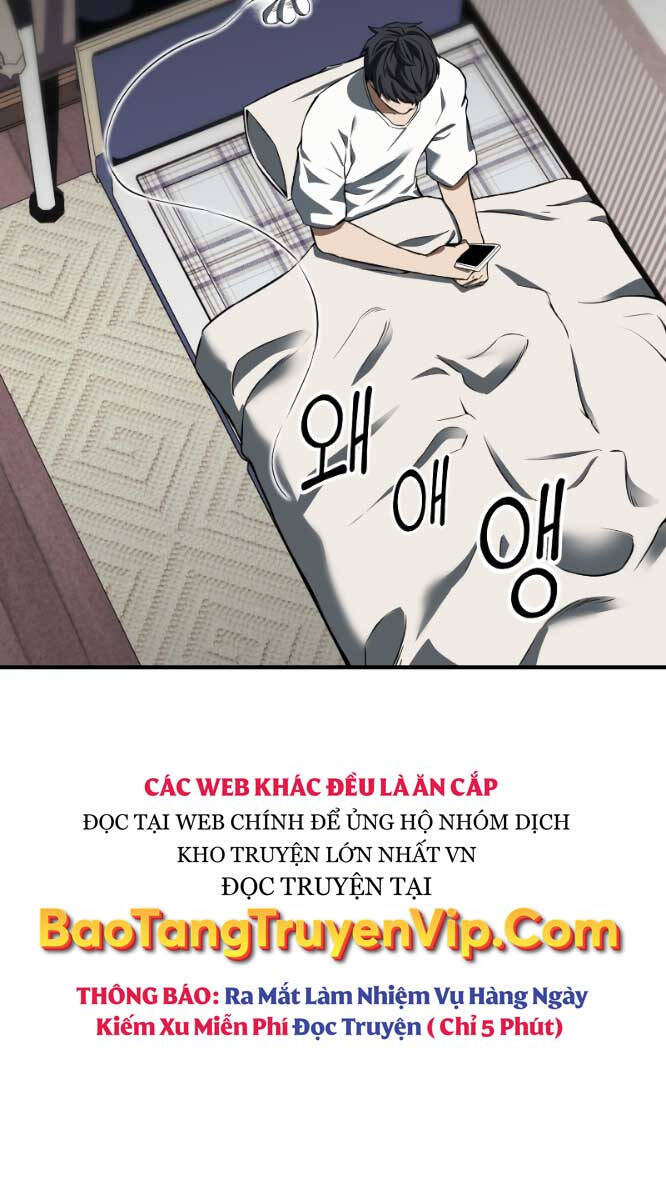 왜
애
앵
CÁC WEB KHÁC ĐỀU LÀ ĂN CẮP
ĐỌC TẠI WEB CHÍNH ĐỂ ỦNG HỘ NHÓM DỊCH
KHO TRUYỆN LỚN NHẤT VN
ĐỌC TRUYỆN TẠI
BaoTangTruyenVip.Com
THÔNG BÁO: Ra Mắt Làm Nhiệm Vụ Hàng Ngày
Kiếm Xu Miễn Phí Đọc Truyện ( Chỉ 5 Phút)